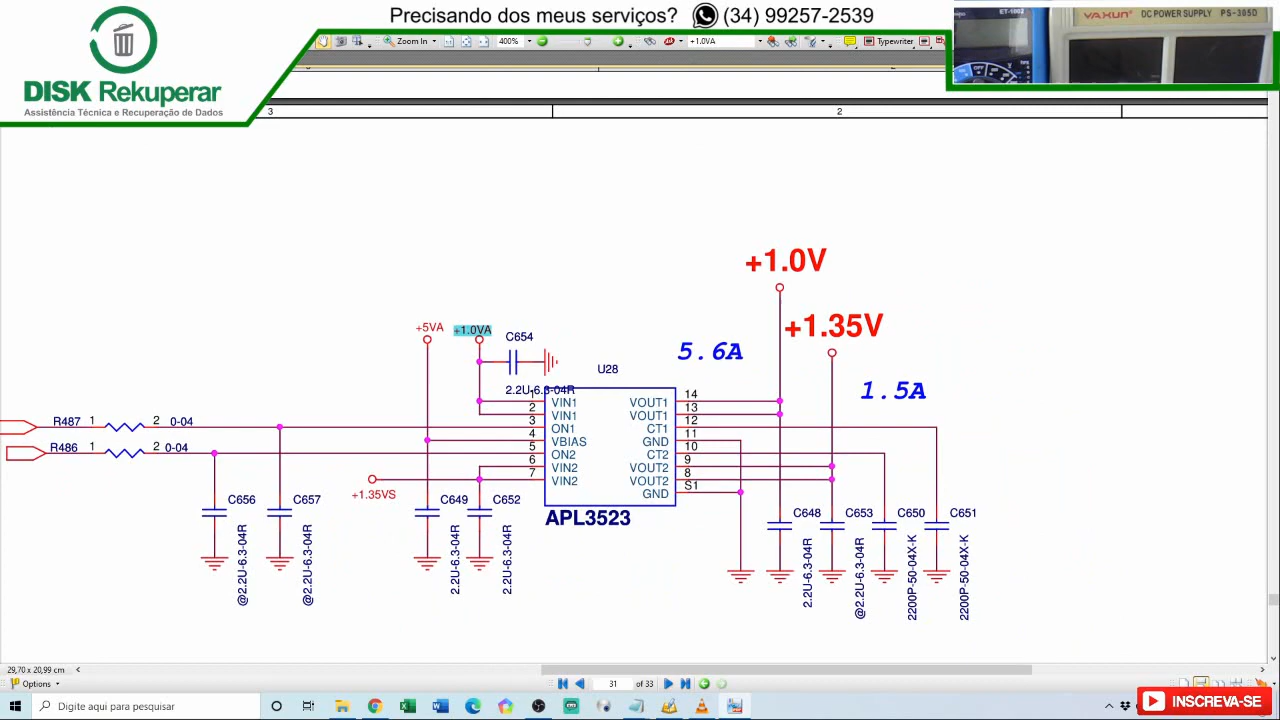 Precisando dos meus serviços? (34) 99257-2539
DISK Rekuperar
Assistência Técnica e Recuperação de Dados
Zoom In
400%
+1.0VA
Typewriter
ET-1002
OFF
VAXUN DC POWER SUPPLY PS-305D
3
2
+1.0V
+1.35V
5.6A
1.5A
+5VA
+1.0VA
C654
2.2U-6.3-04R
U28
R487 1 2 0-04
R486 1 2 0-04
1 VIN1 VOUT1 14
2 VIN1 VOUT1 13
3 ON1 CT1 12
4 VBIAS GND 11
5 ON2 CT2 10
6 VIN2 VOUT2 9
7 VIN2 VOUT2 8
GND S1
APL3523
+1.35VS
C656
@2.2U-6.3-04R
C657
@2.2U-6.3-04R
C649
2.2U-6.3-04R
C652
2.2U-6.3-04R
C648
2.2U-6.3-04R
C653
@2.2U-6.3-04R
C650
2200P-50-04X-K
C651
2200P-50-04X-K
29,70 x 20,99 cm
Options
31 of 33
Digite aqui para pesquisar
INSCREVA-SE